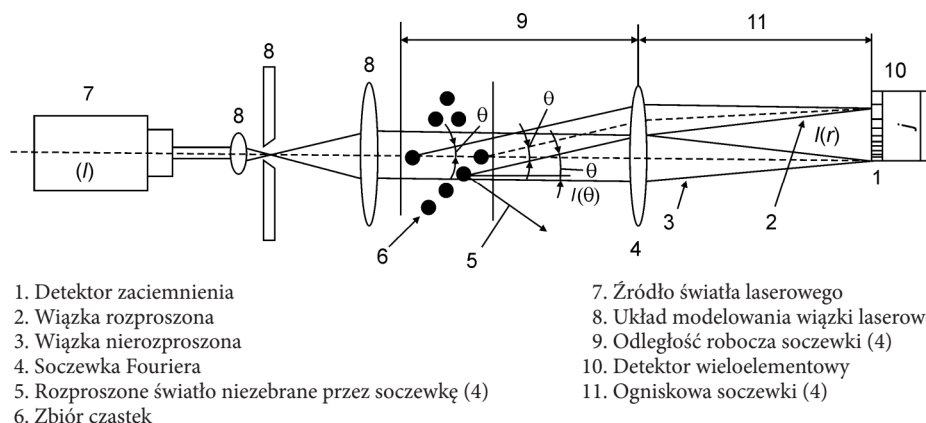 9
11
8
8
10
7
8
θ
θ
j
(l)
I(r)
θ
1
I(θ)
6
5
4
3
2
1. Detektor zaciemnienia
2. Wiązka rozproszona
3. Wiązka nierozproszona
4. Soczewka Fouriera
5. Rozproszone światło niezebrane przez soczewkę (4)
6. Zbiór cząstek
7. Źródło światła laserowego
8. Układ modelowania wiązki laserow
9. Odległość robocza soczewki (4)
10. Detektor wieloelementowy
11. Ogniskowa soczewki (4)